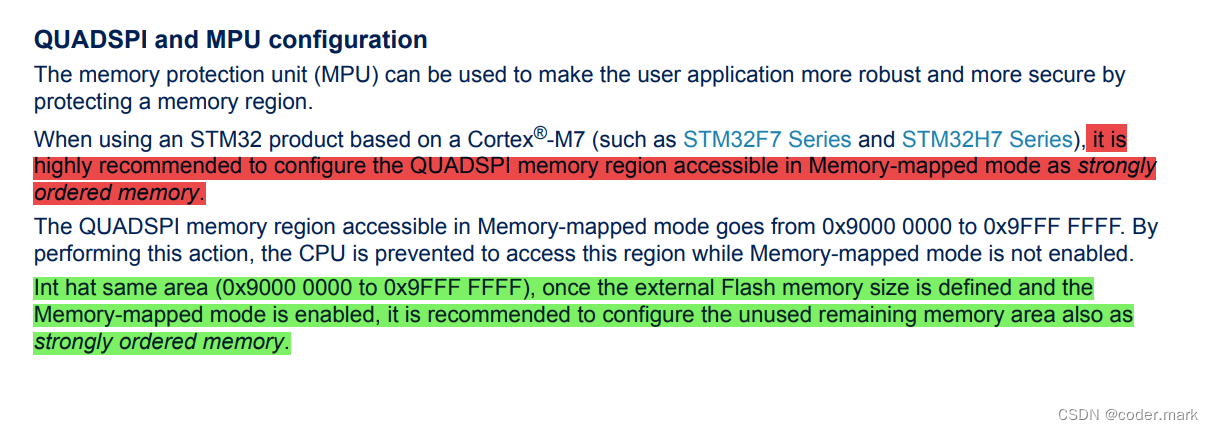 QUADSPI and MPU configuration
The memory protection unit (MPU) can be used to make the user application more robust and more secure by
protecting a memory region.
When using an STM32 product based on a Cortex®-M7 (such as STM32F7 Series and STM32H7 Series), it is
highly recommended to configure the QUADSPI memory region accessible in Memory-mapped mode as strongly
ordered memory.
The QUADSPI memory region accessible in Memory-mapped mode goes from 0x9000 0000 to 0x9FFF FFFF. By
performing this action, the CPU is prevented to access this region while Memory-mapped mode is not enabled.
Int hat same area (0x9000 0000 to 0x9FFF FFFF), once the external Flash memory size is defined and the
Memory-mapped mode is enabled, it is recommended to configure the unused remaining memory area also as
strongly ordered memory.
CSDN @coder.mark